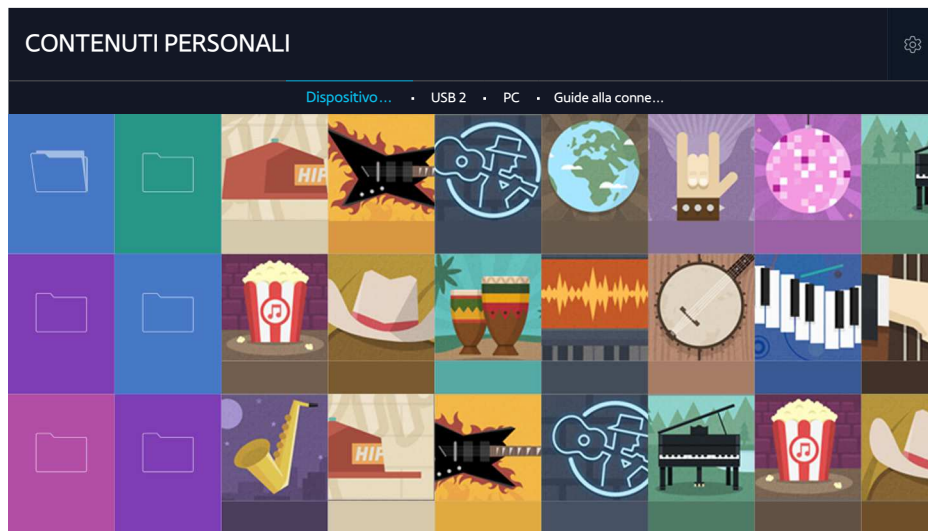 CONTENUTI PERSONALI
Dispositivo... • USB 2 • PC • Guide alla conne...
HIP
HIP